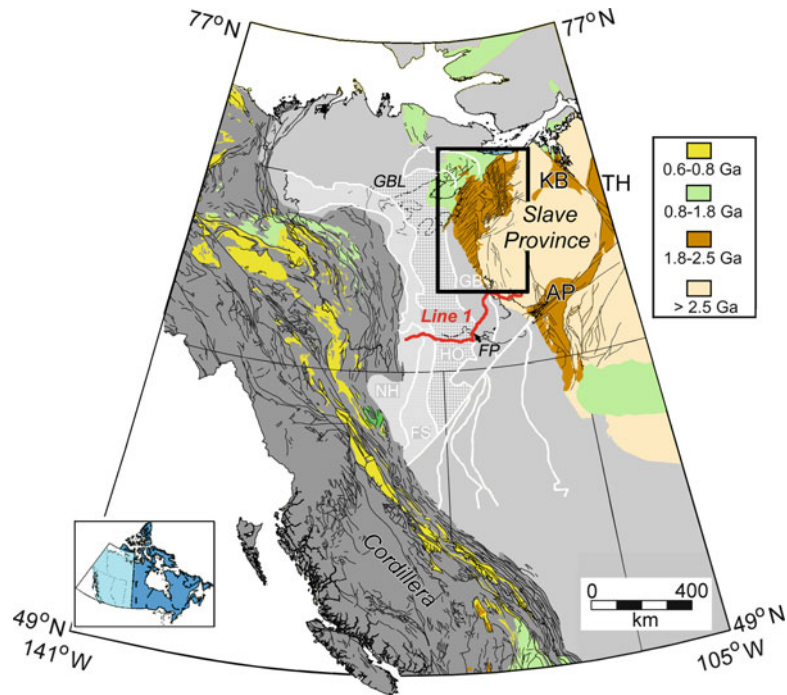 77°N
77°N
GBL
KB
TH
Slave
Province
GB
AP
Line 1
FP
HO
NH
FS
Cordillera
0.6-0.8 Ga
0.8-1.8 Ga
1.8-2.5 Ga
> 2.5 Ga
0 400
km
49°N
141°W
49°N
105°W